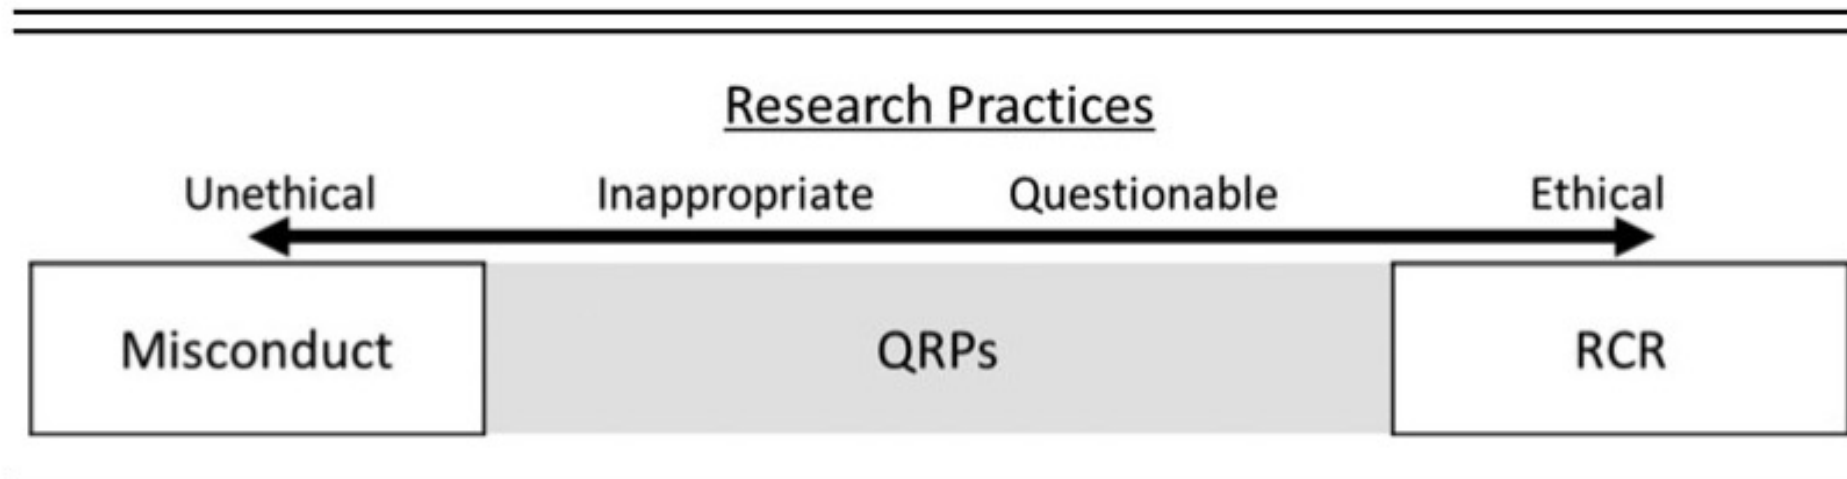 Research Practices
Unethical Inappropriate Questionable Ethical
Misconduct QRPs RCR